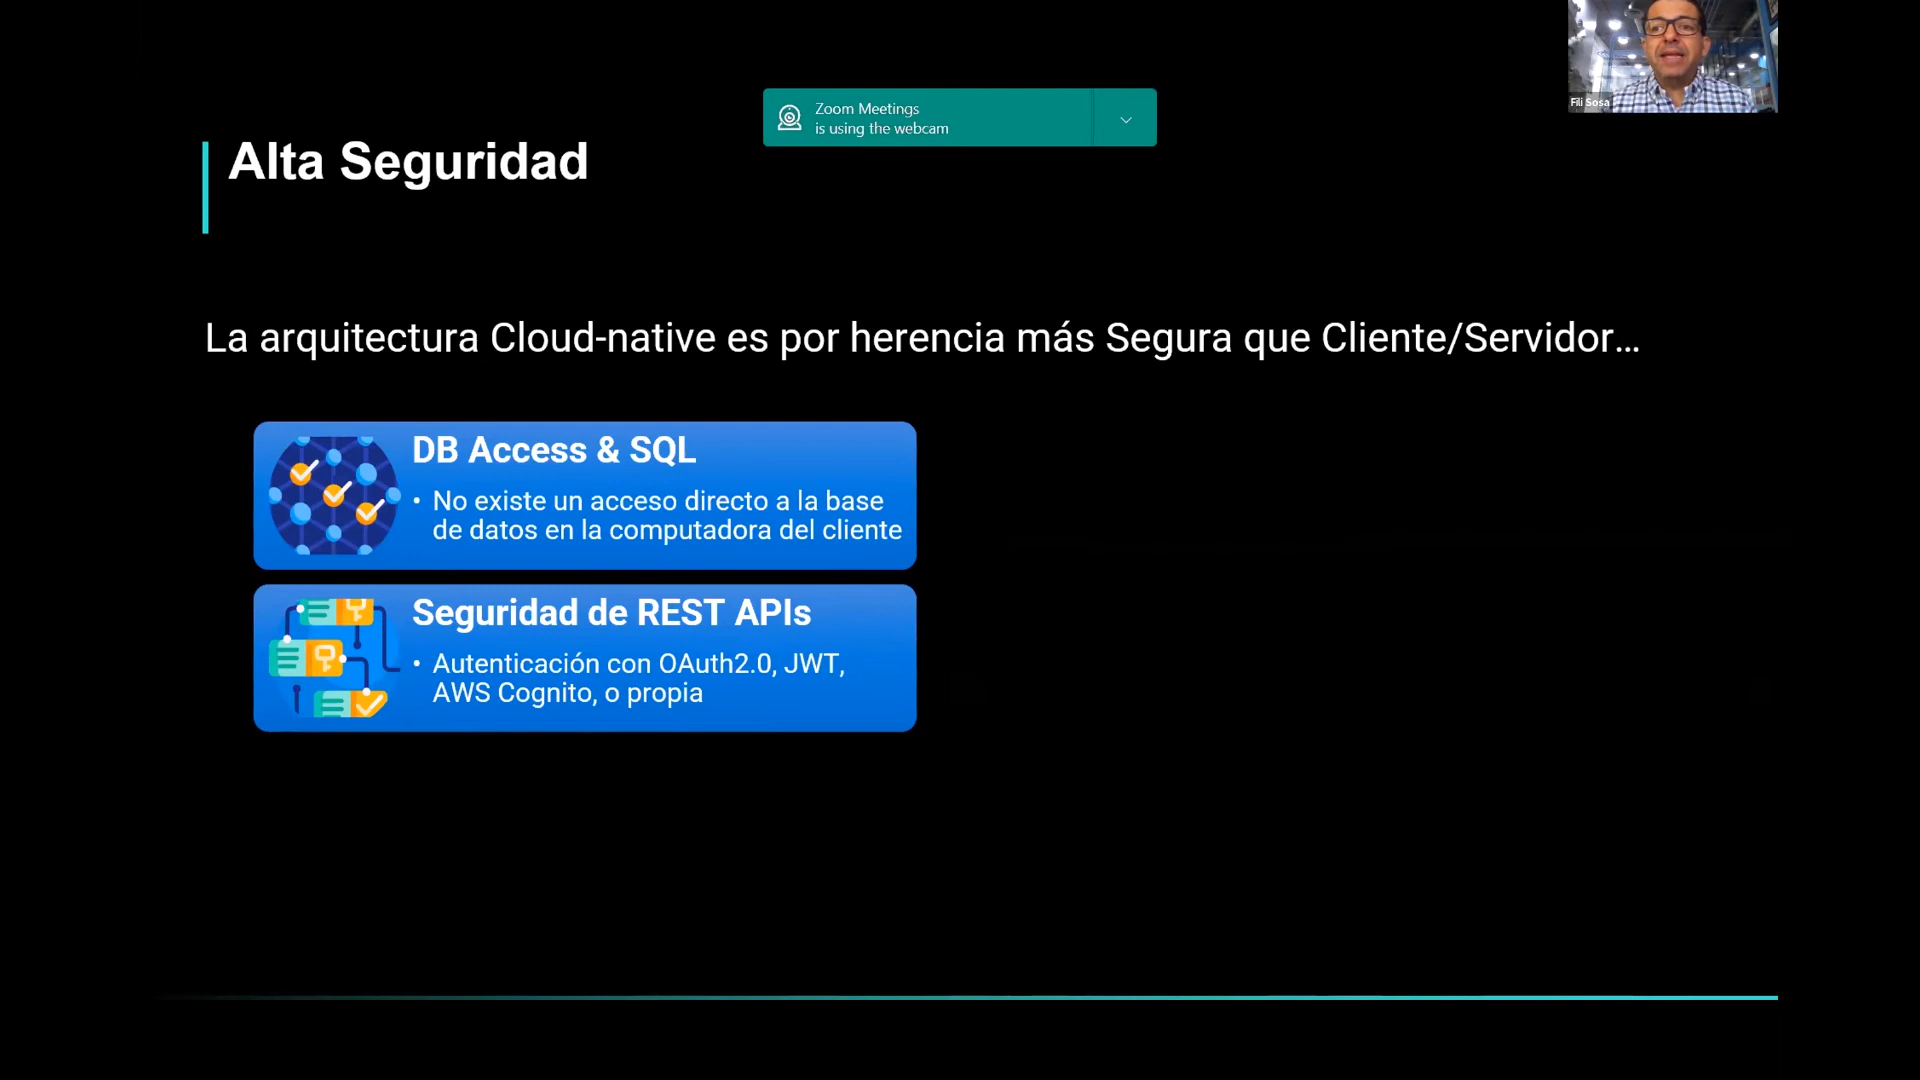 Zoom Meetings
is using the webcam
Fili Sosa
Alta Seguridad
La arquitectura Cloud-native es por herencia más Segura que Cliente/Servidor...
DB Access & SQL
• No existe un acceso directo a la base
de datos en la computadora del cliente
Seguridad de REST APIs
• Autenticación con OAuth2.0, JWT,
AWS Cognito, o propia